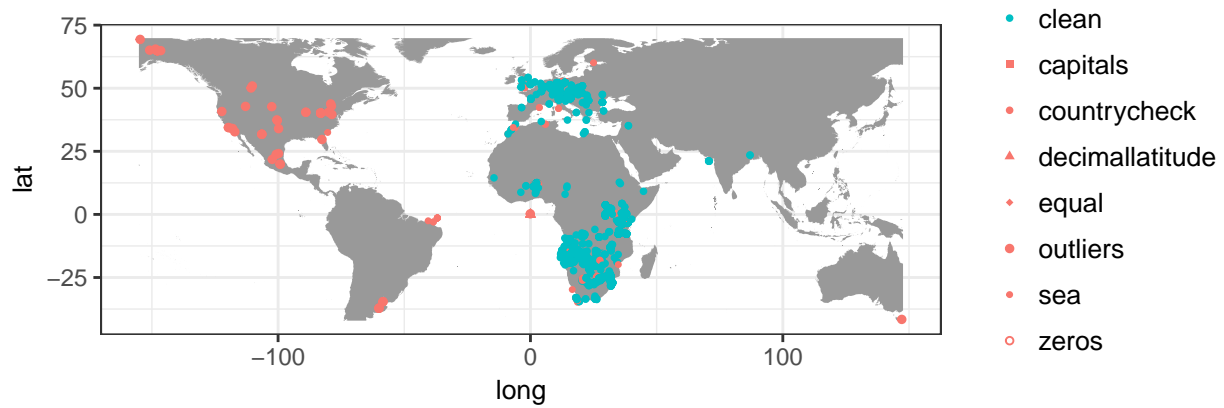 75
50
25
0
−25
lat
−100
0
100
long
clean
capitals
countrycheck
decimallatitude
equal
outliers
sea
zeros